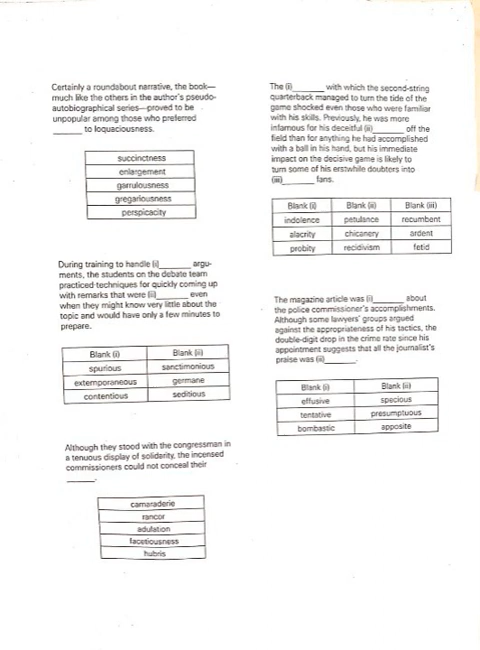 Certainly a roundabout narrative, the book—
much like the others in the author's pseudo-
autobiographical series—proved to be
unpopular among those who preferred
______ to loquaciousness.
succinctness
enlargement
garrulousness
gregariousness
perspicacity
During training to handle (i)______ argu-
ments, the students on the debate team
practiced techniques for quickly coming up
with remarks that were (ii)______ even
when they might know very little about the
topic and would have only a few minutes to
prepare.
Blank (i) Blank (ii)
spurious sanctimonious
extemporaneous germane
contentious seditious
Although they stood with the congressman in
a tenuous display of solidarity, the incensed
commissioners could not conceal their
______.
camaraderie
rancor
adulation
facetiousness
hubris
The (i)______ with which the second-string
quarterback managed to turn the tide of the
game shocked even those who were familiar
with his skills. Previously, he was more
infamous for his deceitful (ii)______ off the
field than for anything he had accomplished
with a ball in his hand, but his immediate
impact on the decisive game is likely to
turn some of his erstwhile doubters into
(iii)______ fans.
Blank (i) Blank (ii) Blank (iii)
indolence petulance recumbent
alacrity chicanery ardent
probity recidivism fetid
The magazine article was (i)______ about
the police commissioner's accomplishments.
Although some lawyers' groups argued
against the appropriateness of his tactics, the
double-digit drop in the crime rate since his
appointment suggests that all the journalist's
praise was (ii)______.
Blank (i) Blank (ii)
effusive specious
tentative presumptuous
bombastic apposite